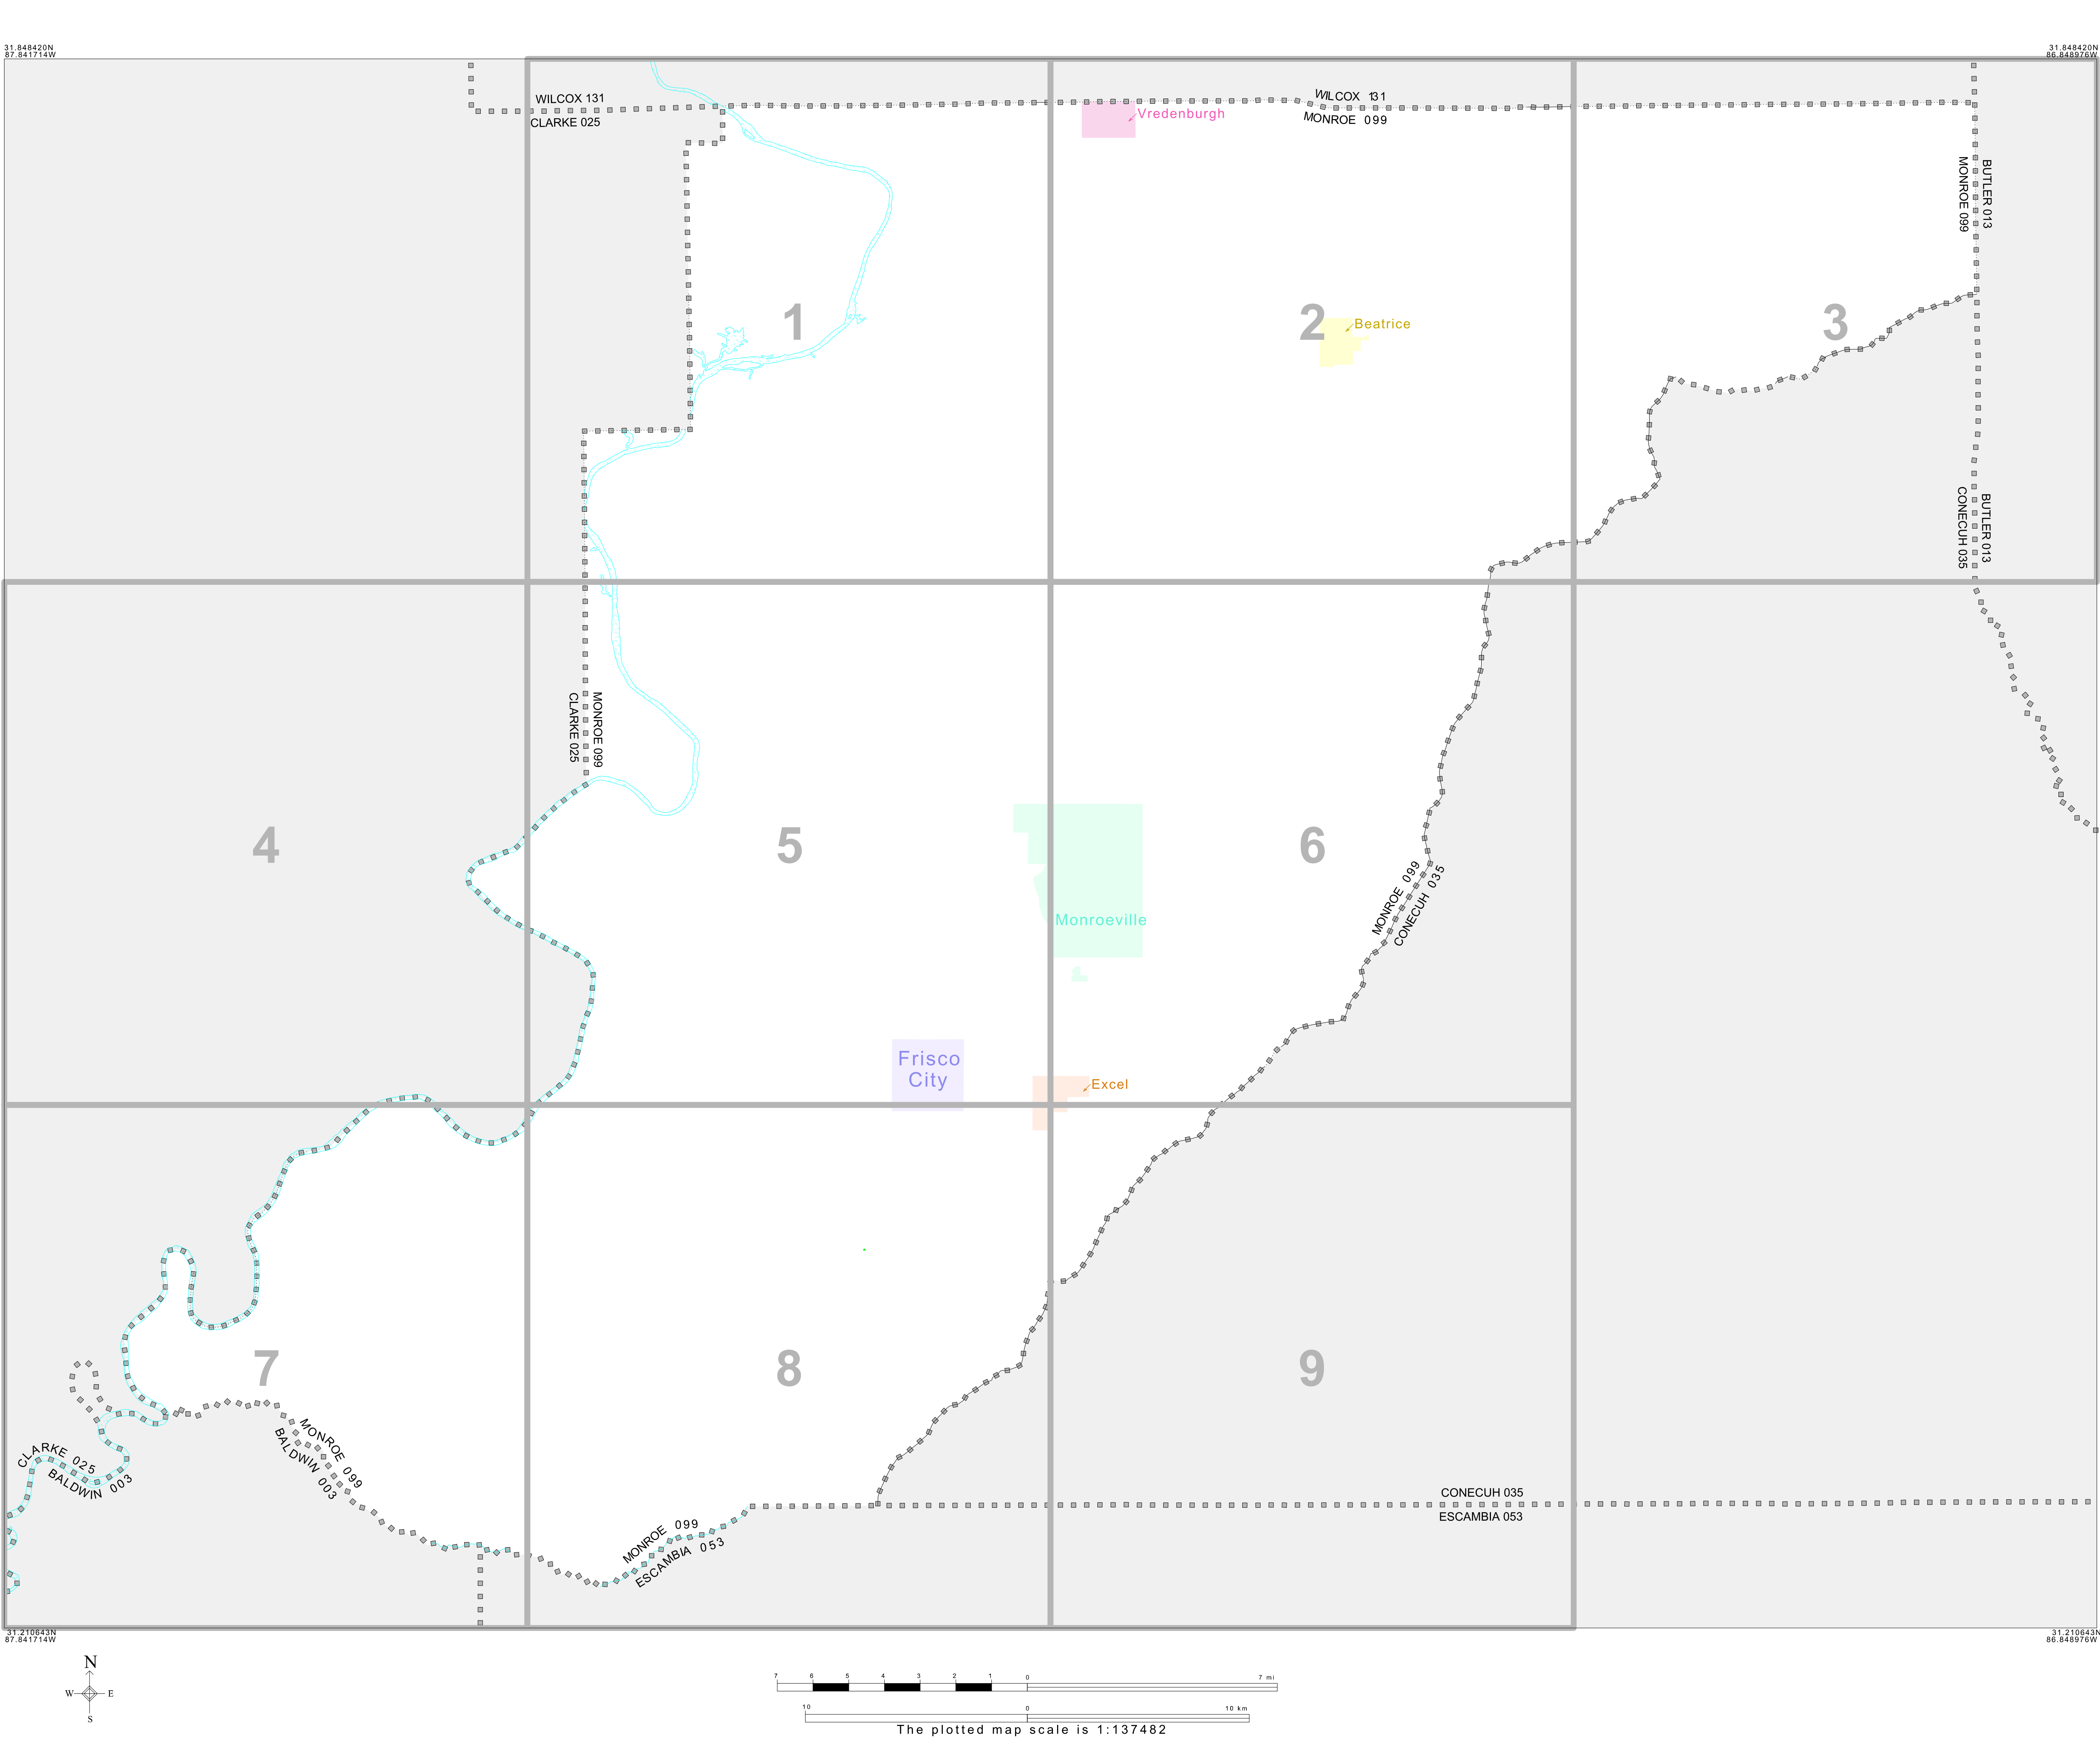 31.848420N
87.841714W
31.848420N
86.848976W
WILCOX 131
CLARKE 025
WILCOX 131
MONROE 099
Vredenburgh
BUTLER 013
MONROE 099
1
2
Beatrice
3
BUTLER 013
CONECUH 035
MONROE 099
CLARKE 025
4
5
6
MONROE 099
CONECUH 035
Monroeville
Frisco
City
Excel
7
8
9
MONROE 099
BALDWIN 003
CLARKE 025
BALDWIN 003
CONECUH 035
ESCAMBIA 053
MONROE 099
ESCAMBIA 053
31.210643N
87.841714W
31.210643N
86.848976W
N
W E
S
7 6 5 4 3 2 1 0 7 mi
10 0 10 km
The plotted map scale is 1:137482